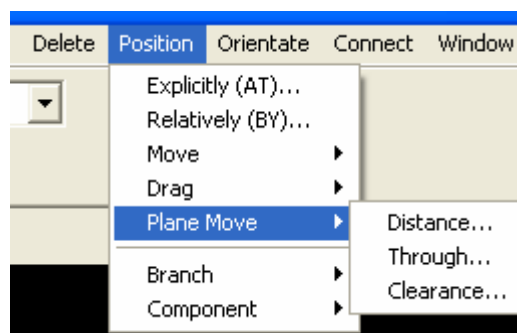 Delete Position Orientate Connect Window
Explicitly (AT)...
Relatively (BY)...
Move
Drag
Plane Move
Distance...
Through...
Clearance...
Branch
Component